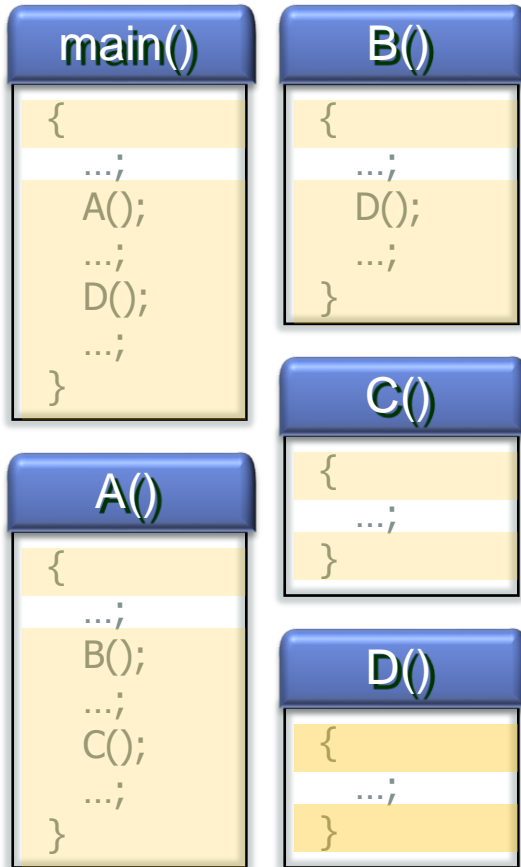 main()
{
...;
A();
...;
D();
...;
}
A()
{
...;
B();
...;
C();
...;
}
B()
{
...;
D();
...;
}
C()
{
...;
}
D()
{
...;
}